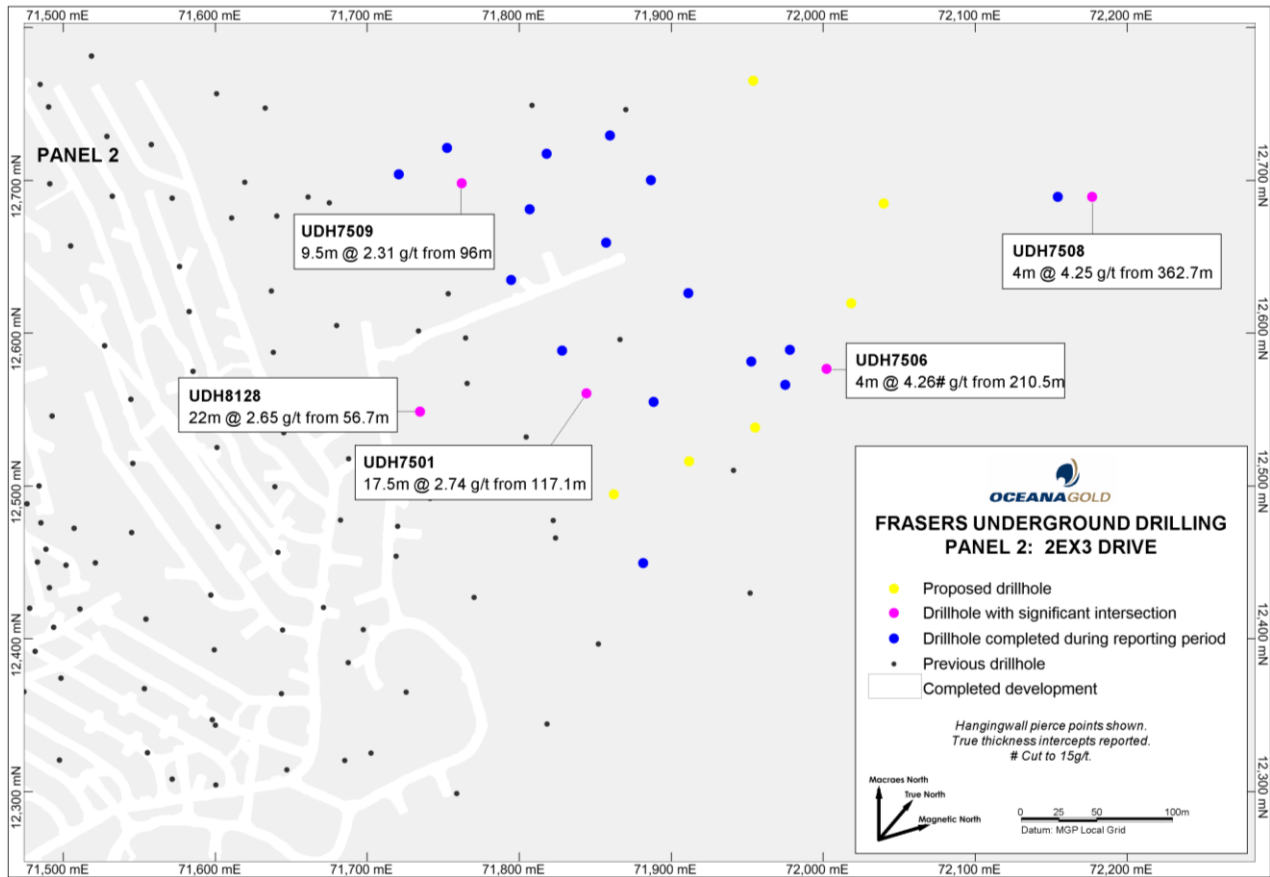 71,500 mE 71,600 mE 71,700 mE 71,800 mE 71,900 mE 72,000 mE 72,100 mE 72,200 mE
PANEL 2
12,700 mN
12,700 mN
UDH7509
9.5m @ 2.31 g/t from 96m
UDH7508
4m @ 4.25 g/t from 362.7m
12,600 mN
12,600 mN
UDH7506
4m @ 4.26# g/t from 210.5m
UDH8128
22m @ 2.65 g/t from 56.7m
UDH7501
17.5m @ 2.74 g/t from 117.1m
12,500 mN
12,500 mN
OCEANAGOLD
FRASERS UNDERGROUND DRILLING
PANEL 2: 2EX3 DRIVE
Proposed drillhole
Drillhole with significant intersection
Drillhole completed during reporting period
Previous drillhole
Completed development
12,400 mN
12,400 mN
Hangingwall pierce points shown.
True thickness intercepts reported.
# Cut to 15g/t.
12,300 mN
12,300 mN
Macraes North
True North
Magnetic North
0 25 50 100m
Datum: MGP Local Grid
71,500 mE 71,600 mE 71,700 mE 71,800 mE 71,900 mE 72,000 mE 72,100 mE 72,200 mE